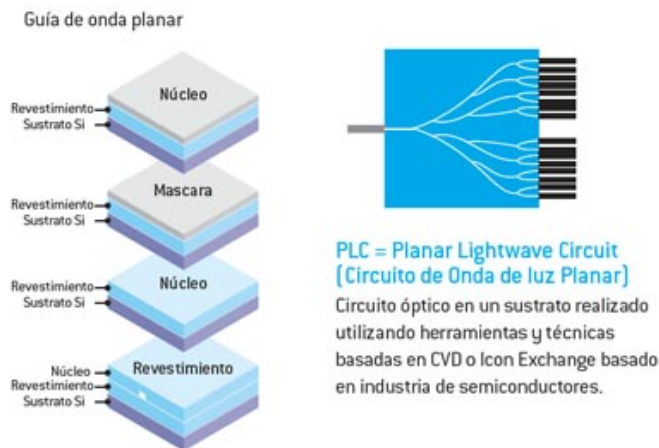 Guía de onda planar
Núcleo
Revestimiento
Sustrato Si
Mascara
Revestimiento
Sustrato Si
Núcleo
Revestimiento
Sustrato Si
Revestimiento
Núcleo
Revestimiento
Sustrato Si
PLC = Planar Lightwave Circuit
(Circuito de Onda de luz Planar)
Circuito óptico en un sustrato realizado
utilizando herramientas y técnicas
basadas en CVD o Icon Exchange basado
en industria de semiconductores.